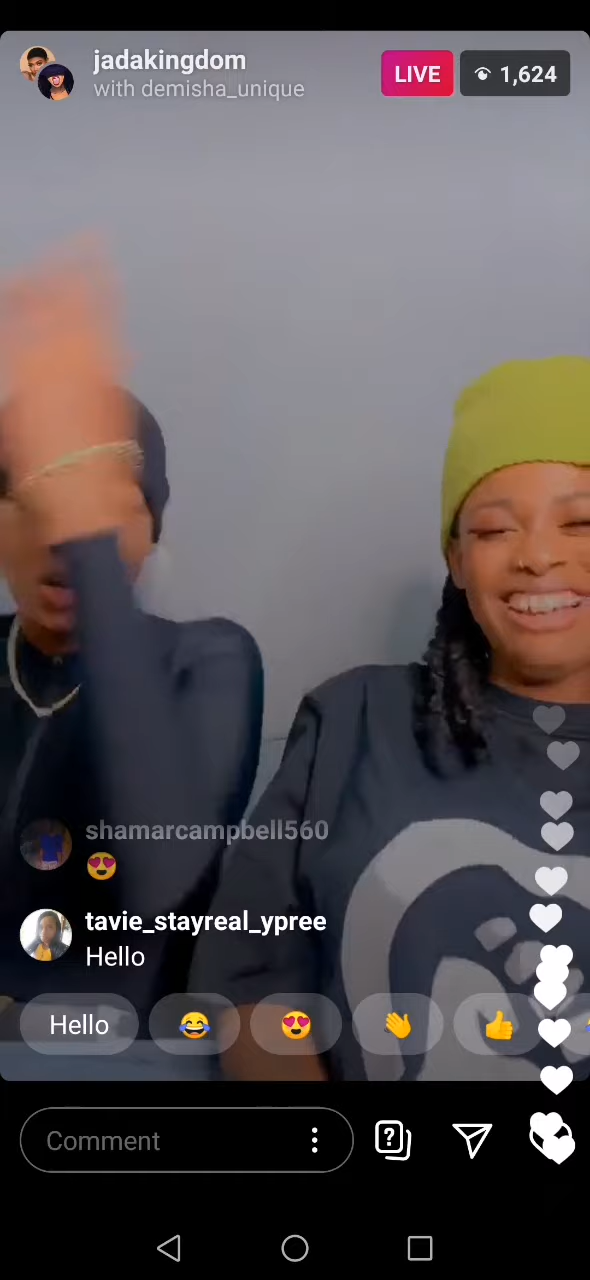 jadakingdom
with demisha_unique
LIVE
1,624
shamarcampbell560
😍
tavie_stayreal_ypree
Hello
Hello 😂 😍 👋 👍
Comment